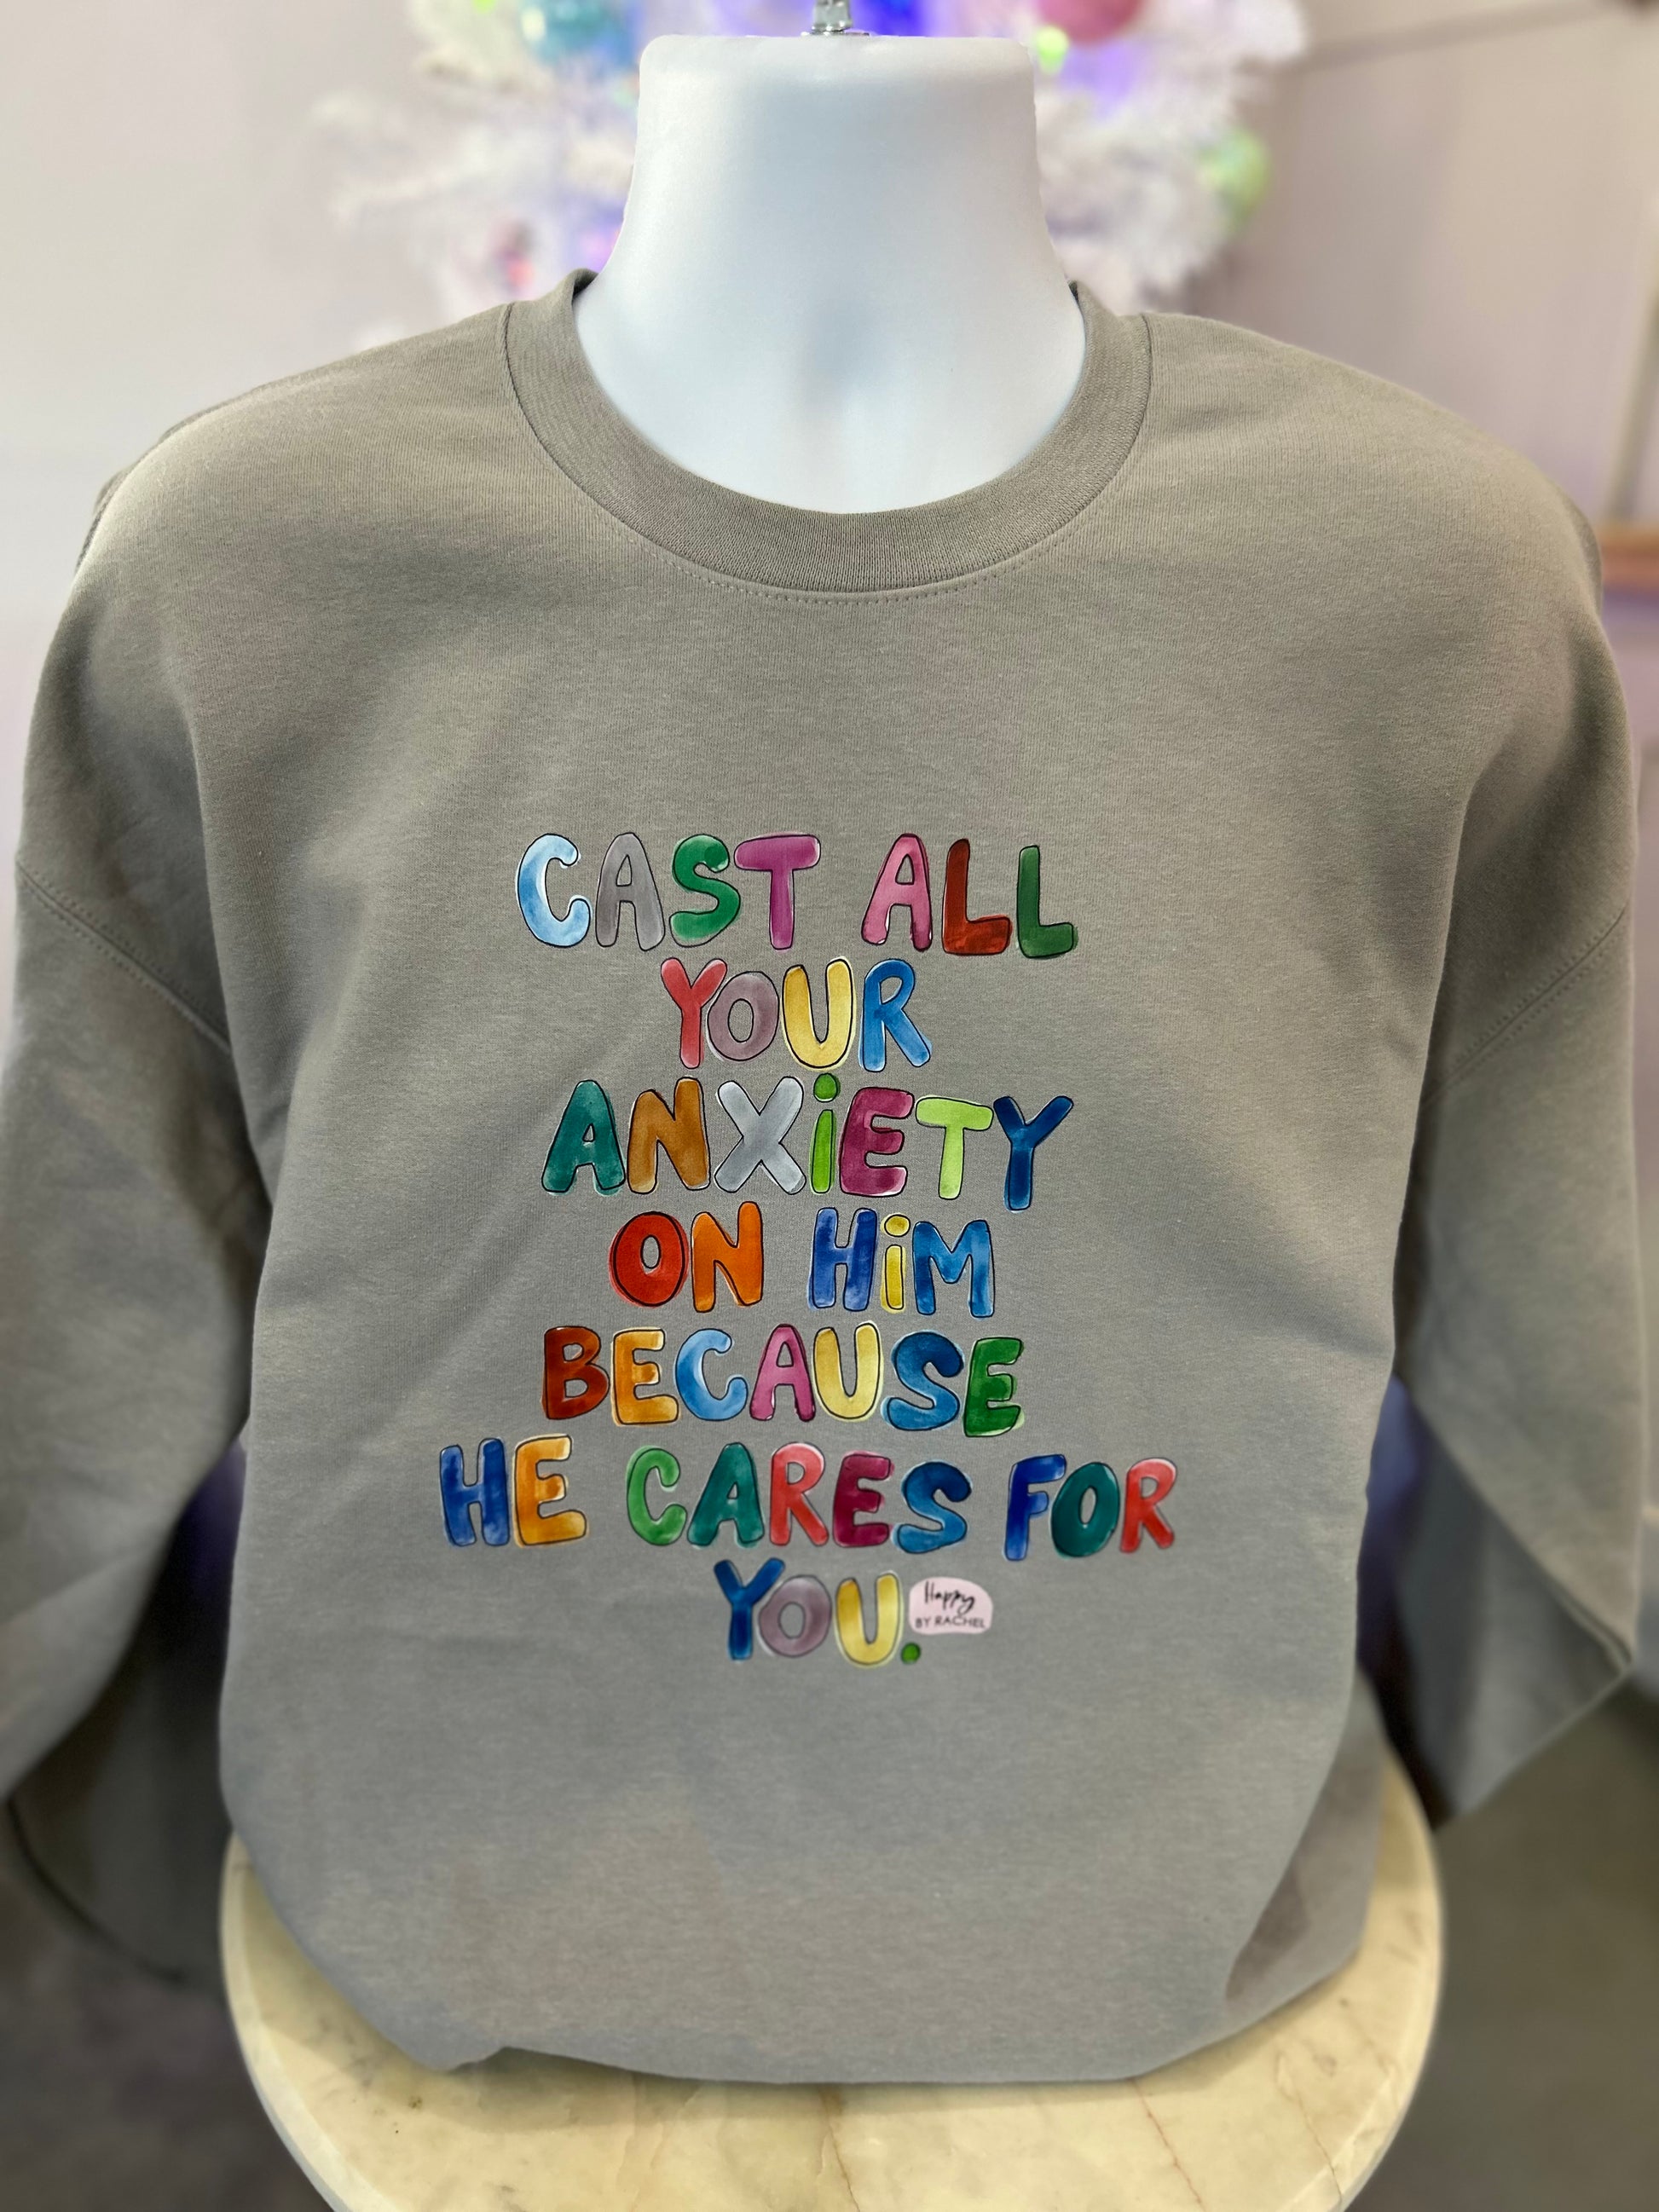 CAST ALL
YOUR
ANXiETY
ON HiM
BECAUSE
HE CARES FOR
YOU.
Happy
BY RACHEL